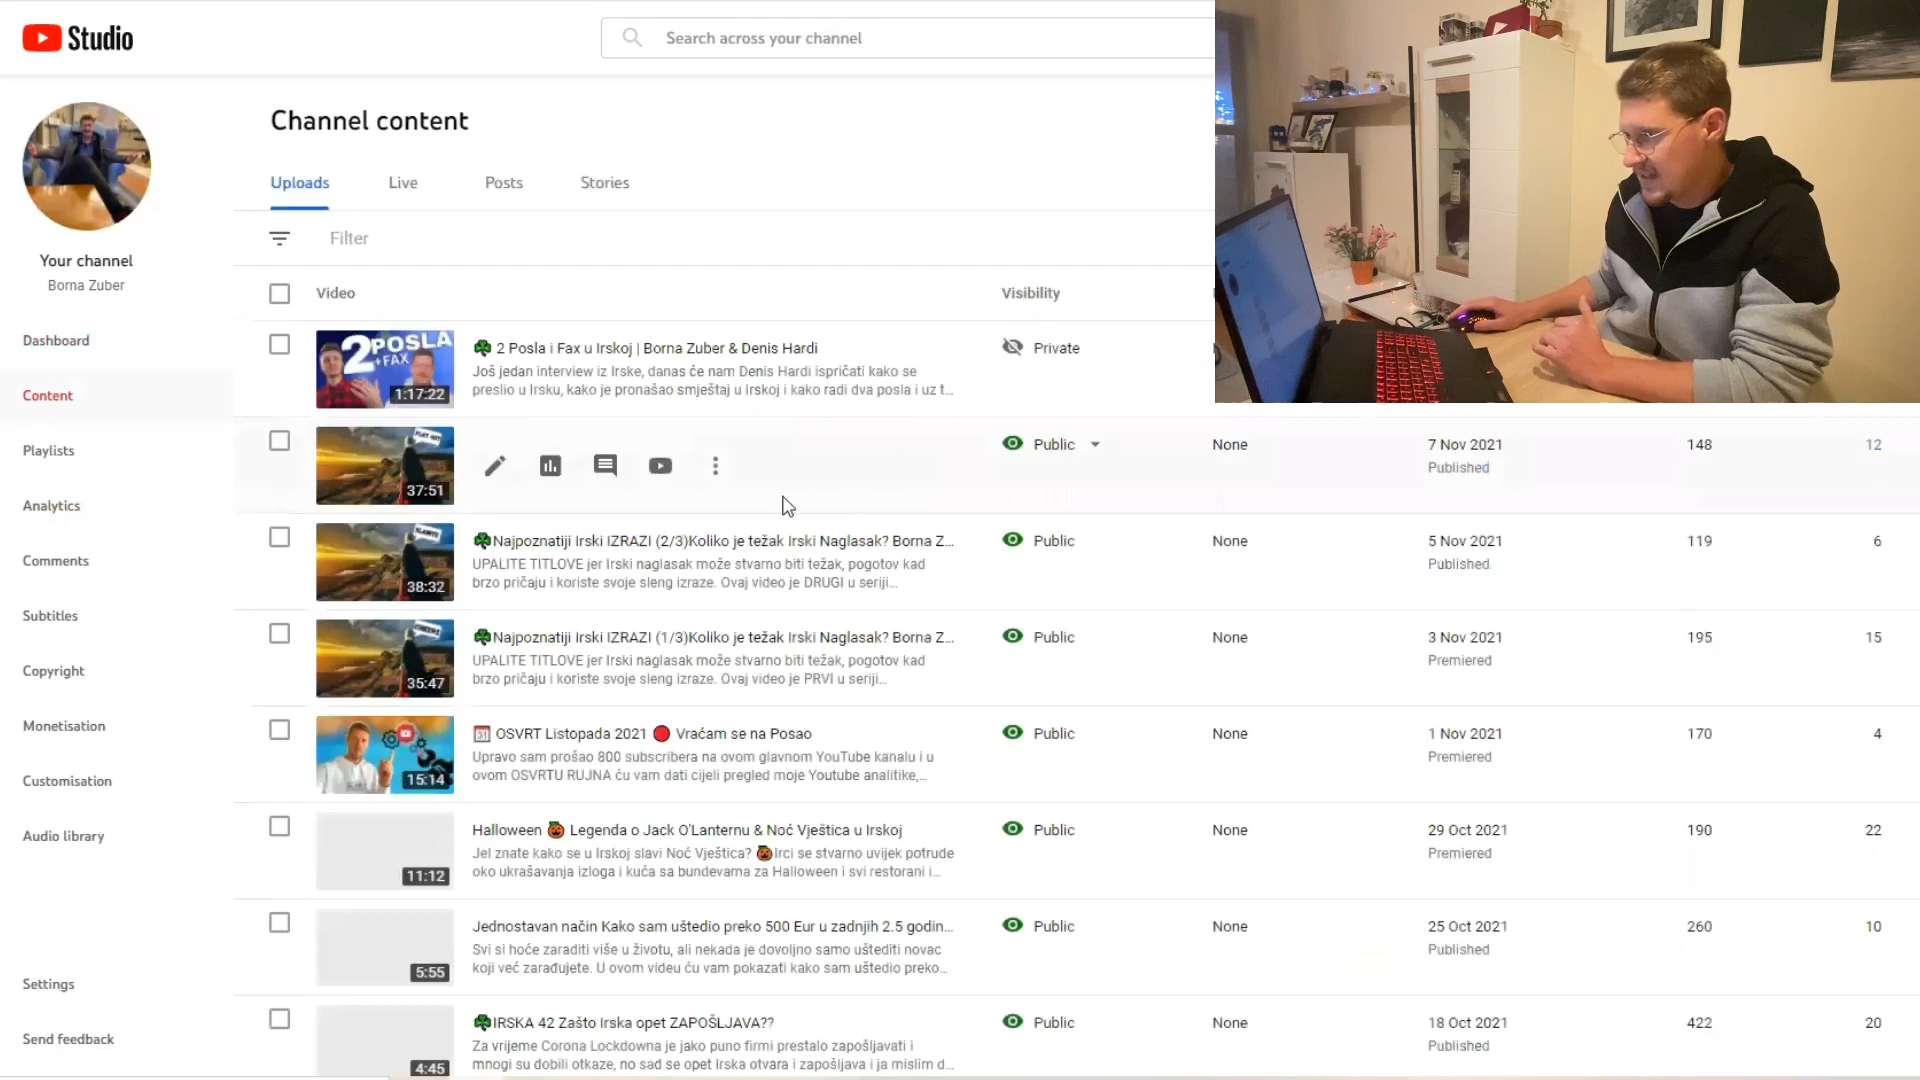 Studio
Search across your channel
Channel content
Uploads
Live
Posts
Stories
Filter
Your channel
Borna Zuber
Dashboard
Content
Playlists
Analytics
Comments
Subtitles
Copyright
Monetisation
Customisation
Audio library
Settings
Send feedback
Video
Visibility
2 POSLA
+FAX
1:17:22
2 Posla i Fax u Irskoj | Borna Zuber & Denis Hardi
Još jedan interview iz Irske, danas će nam Denis Hardi ispričati kako se
preslio u Irsku, kako je pronašao smještaj u Irskoj i kako radi dva posla i uz t...
Private
37:51
Public
None
7 Nov 2021
Published
148
12
38:32
Najpoznatiji Irski IZRAZI (2/3)Koliko je težak Irski Naglasak? Borna Z...
UPALITE TITLOVE jer Irski naglasak može stvarno biti težak, pogotov kad
brzo pričaju i koriste svoje sleng izraze. Ovaj video je DRUGI u seriji...
Public
None
5 Nov 2021
Published
119
6
35:47
Najpoznatiji Irski IZRAZI (1/3)Koliko je težak Irski Naglasak? Borna Z...
UPALITE TITLOVE jer Irski naglasak može stvarno biti težak, pogotov kad
brzo pričaju i koriste svoje sleng izraze. Ovaj video je PRVI u seriji...
Public
None
3 Nov 2021
Premiered
195
15
15:14
OSVRT Listopada 2021 🔴 Vraćam se na Posao
Upravo sam prošao 800 subscribera na ovom glavnom YouTube kanalu i u
ovom OSVRTU RUJNA ću vam dati cijeli pregled moje Youtube analitike,...
Public
None
1 Nov 2021
Premiered
170
4
11:12
Halloween 🎃 Legenda o Jack O'Lanternu & Noć Vještica u Irskoj
Jel znate kako se u Irskoj slavi Noć Vještica? 🎃Irci se stvarno uvijek potrude
oko ukrašavanja izloga i kuća sa bundevama za Halloween i svi restorani i...
Public
None
29 Oct 2021
Premiered
190
22
5:55
Jednostavan način Kako sam uštedio preko 500 Eur u zadnjih 2.5 godin...
Svi si hoće zaraditi više u životu, ali nekada je dovoljno samo uštediti novac
koji već zarađujete. U ovom videu ću vam pokazati kako sam uštedio preko...
Public
None
25 Oct 2021
Published
260
10
4:45
IRSKA 42 Zašto Irska opet ZAPOŠLJAVA??
Za vrijeme Corona Lockdowna je jako puno firmi prestalo zapošljavati i
mnogi su dobili otkaze, no sad se opet Irska otvara i zapošljava i ja mislim d...
Public
None
18 Oct 2021
Published
422
20